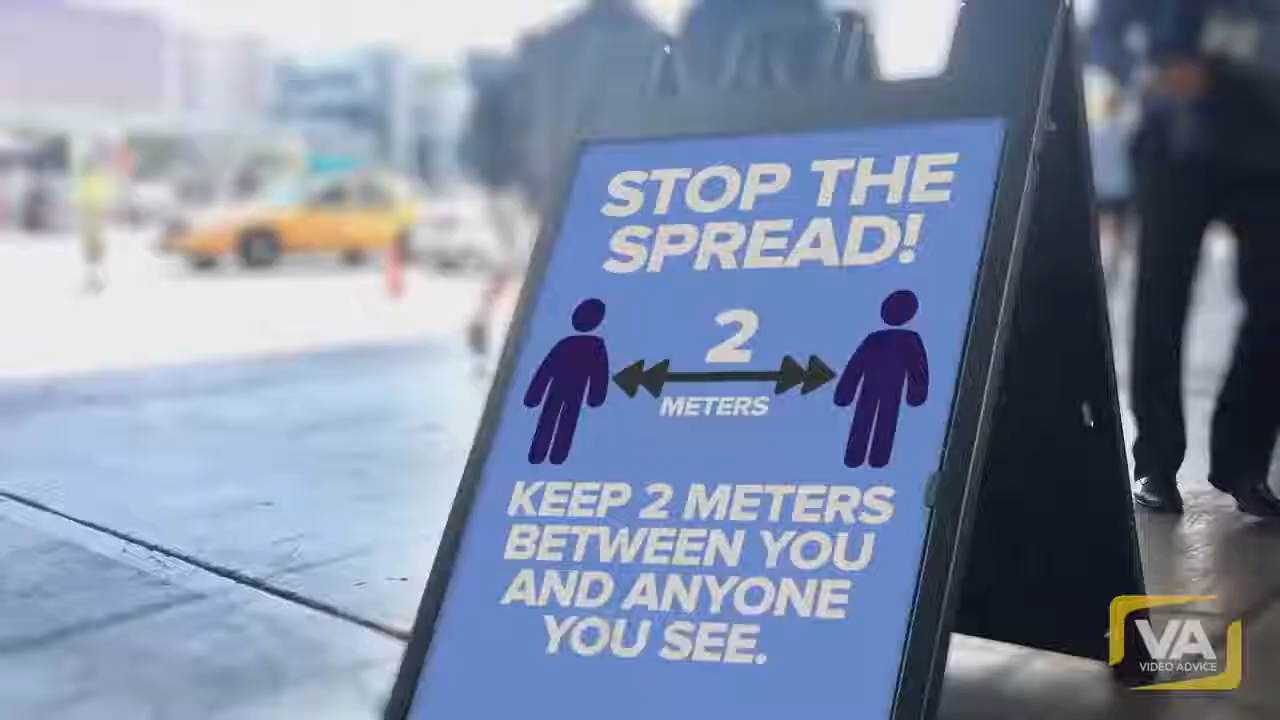 STOP THE
SPREAD!
2
METERS
KEEP 2 METERS
BETWEEN YOU
AND ANYONE
YOU SEE.
VA
VIDEO ADVICE